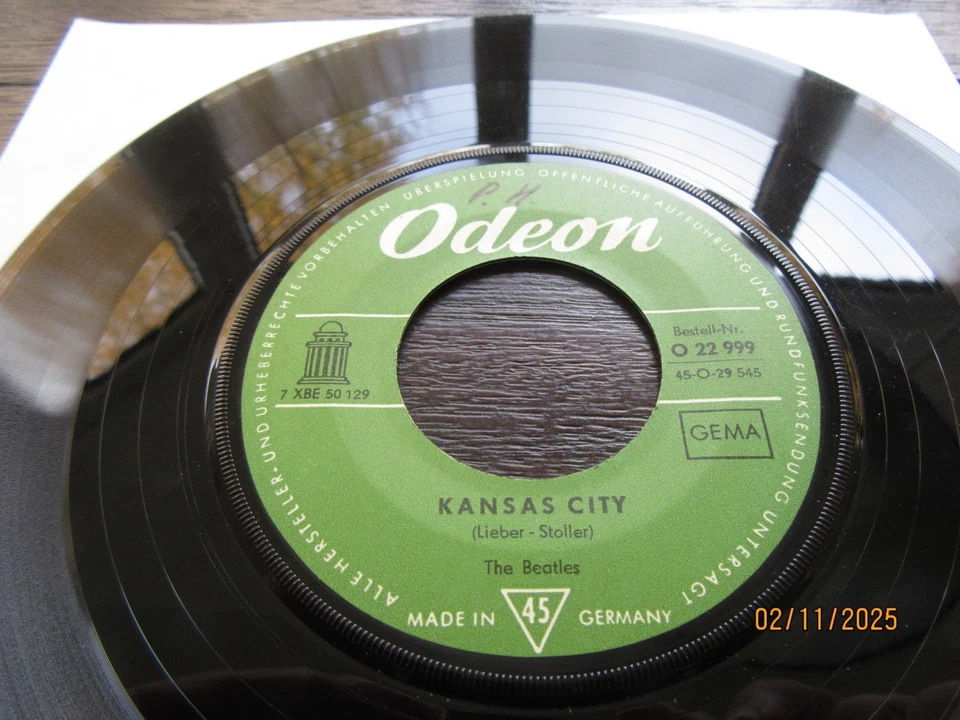 ALLE HERSTELLER- UND URHEBERRECHTE VORBEHALTEN ÜBERSPIELUNG ÖFFENTLICHE AUFFÜHRUNG UND RUNDFUNKSENDUNG UNTERSAGT
P. H.
Odeon
Bestell-Nr.
O 22 999
45-O-29 545
7 XBE 50 129
GEMA
KANSAS CITY
(Lieber - Stoller)
The Beatles
MADE IN 45 GERMANY
02/11/2025